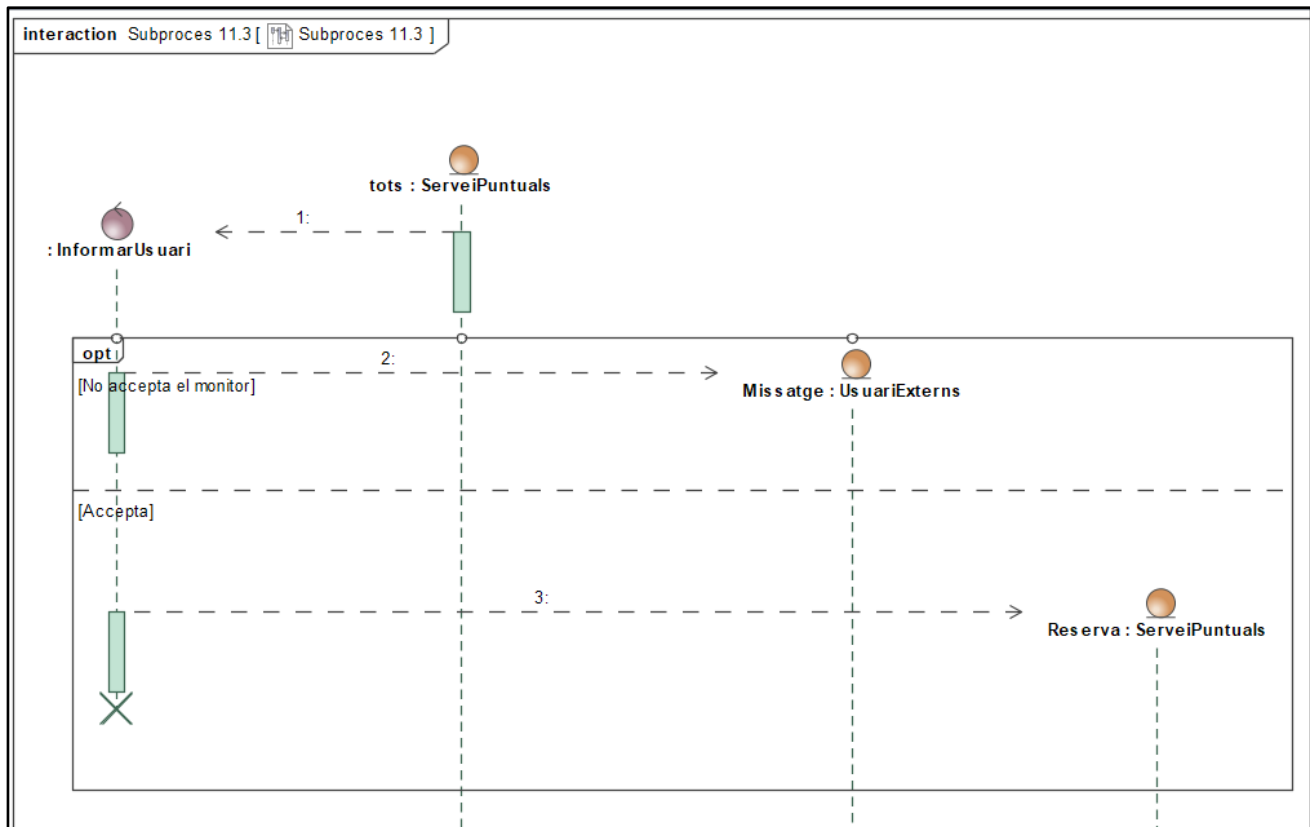 interaction Subproces 11.3 [ Subproces 11.3 ]
tots : ServeiPuntuals
1:
: InformarUsuari
opt
2:
[No accepta el monitor]
Missatge : UsuariExterns
[Accepta]
3:
Reserva : ServeiPuntuals